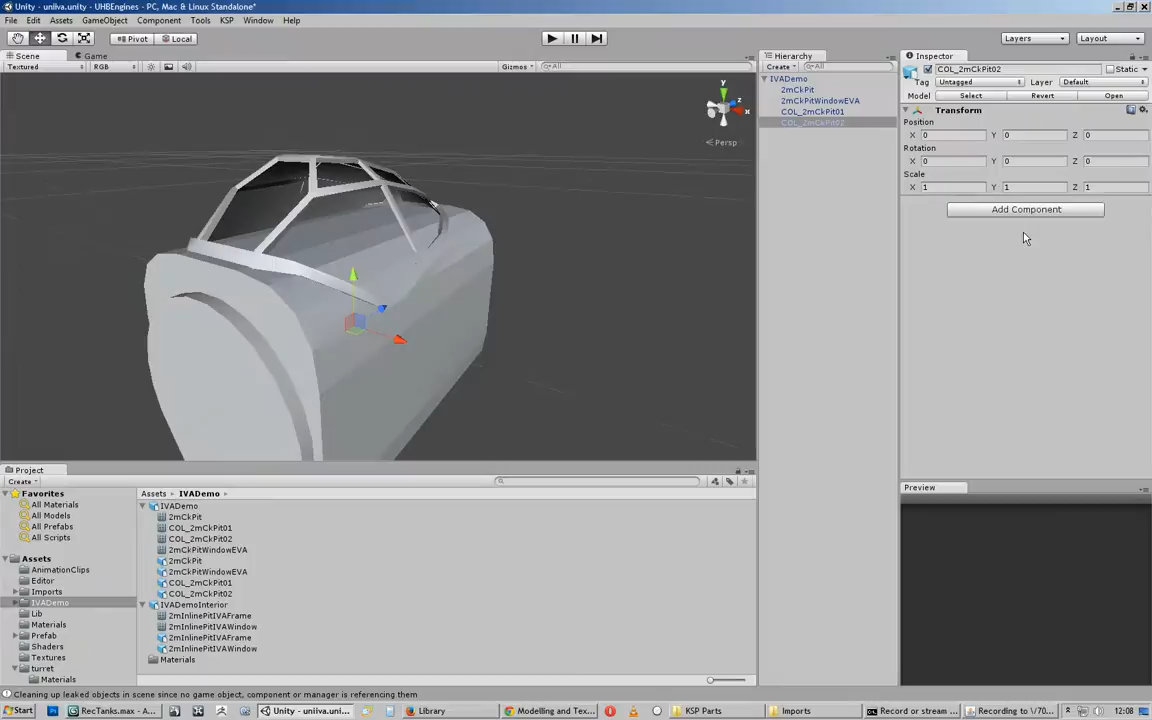 Unity - uniiva.unity - UHBEngines - PC, Mac & Linux Standalone*
File Edit Assets GameObject Component Tools KSP Window Help
Pivot Local Layers Layout
Scene Game
Textured RGB Gizmos All
y z x
Persp
Hierarchy
Create All
IVADemo
2mCkPit
2mCkPitWindowEVA
COL_2mCkPit01
COL_2mCkPit02
Inspector
COL_2mCkPit02 Static
Tag Untagged Layer Default
Model Select Revert Open
Transform
Position
X 0 Y 0 Z 0
Rotation
X 0 Y 0 Z 0
Scale
X 1 Y 1 Z 1
Add Component
Preview
Project
Create
Favorites
All Materials
All Models
All Prefabs
All Scripts
Assets
AnimationClips
Editor
Imports
IVADemo
Lib
Materials
Prefab
Shaders
Textures
turret
Materials
Assets IVADemo
IVADemo
2mCkPit
COL_2mCkPit01
COL_2mCkPit02
2mCkPitWindowEVA
2mCkPit
2mCkPitWindowEVA
COL_2mCkPit01
COL_2mCkPit02
IVADemoInterior
2mInlinePitIVAFrame
2mInlinePitIVAWindow
2mInlinePitIVAFrame
2mInlinePitIVAWindow
Materials
Cleaning up leaked objects in scene since no game object, component or manager is referencing them
Start RecTanks.max - A... Unity - uniiva.uni... Library Modelling and Tex... KSP Parts Imports Record or stream ... Recording to \/70... 12:08